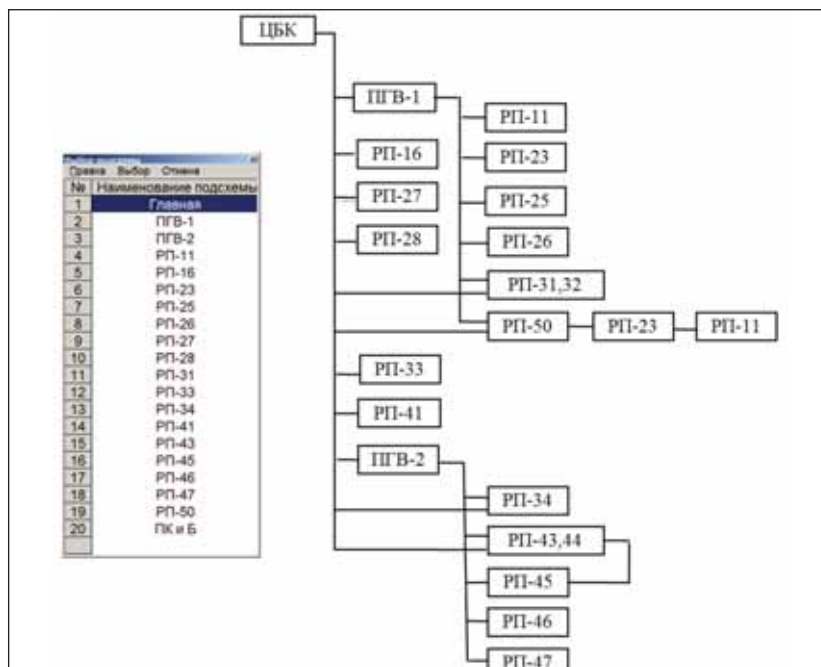 ЦБК
ПГВ-1
РП-11
РП-16
РП-23
РП-27
РП-25
РП-28
РП-26
РП-31,32
РП-50
РП-23
РП-11
РП-33
РП-41
ПГВ-2
РП-34
РП-43,44
РП-45
РП-46
РП-47
Правка Выбор Отмена
№ Наименование подсхемы
1 Главная
2 ПГВ-1
3 ПГВ-2
4 РП-11
5 РП-16
6 РП-23
7 РП-25
8 РП-26
9 РП-27
10 РП-28
11 РП-31
12 РП-33
13 РП-34
14 РП-41
15 РП-43
16 РП-45
17 РП-46
18 РП-47
19 РП-50
20 ПК и Б